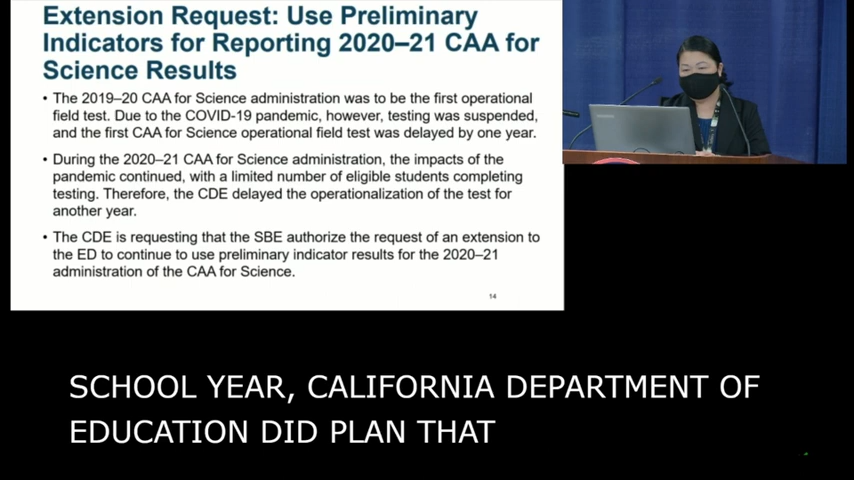 Extension Request: Use Preliminary
Indicators for Reporting 2020–21 CAA for
Science Results
• The 2019–20 CAA for Science administration was to be the first operational
field test. Due to the COVID-19 pandemic, however, testing was suspended,
and the first CAA for Science operational field test was delayed by one year.
• During the 2020–21 CAA for Science administration, the impacts of the
pandemic continued, with a limited number of eligible students completing
testing. Therefore, the CDE delayed the operationalization of the test for
another year.
• The CDE is requesting that the SBE authorize the request of an extension to
the ED to continue to use preliminary indicator results for the 2020–21
administration of the CAA for Science.
14
SCHOOL YEAR, CALIFORNIA DEPARTMENT OF
EDUCATION DID PLAN THAT